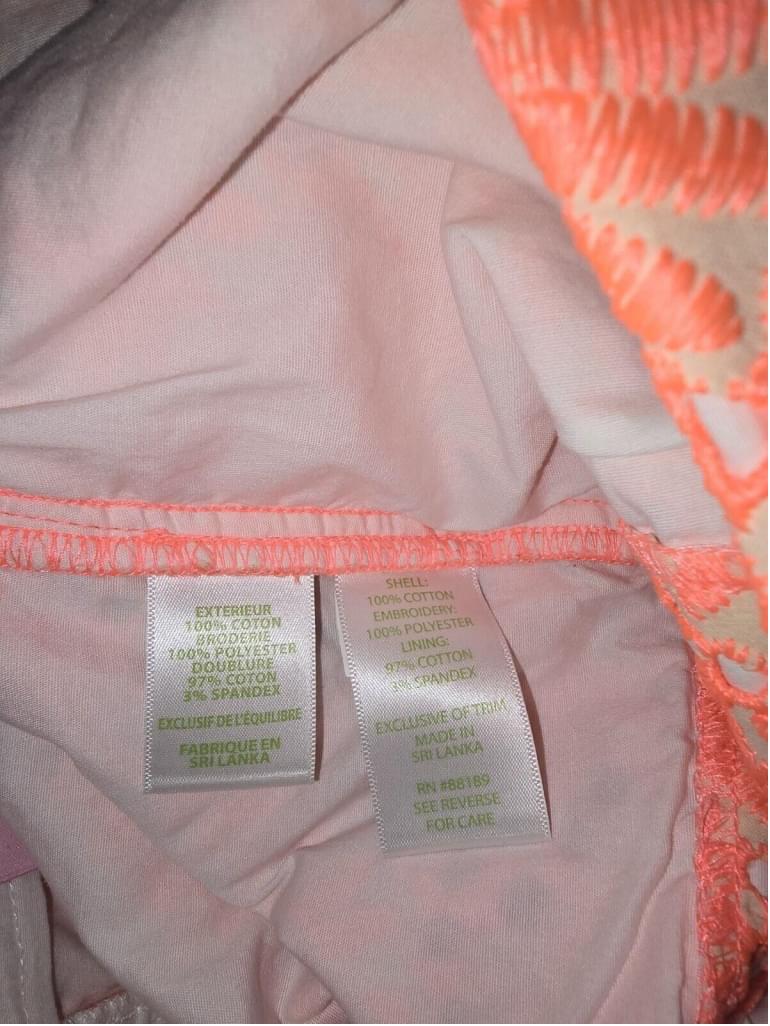 EXTERIEUR
100% COTON
BRODERIE
100% POLYESTER
DOUBLURE
97% COTON
3% SPANDEX
EXCLUSIF DE L'ÉQUILIBRE
FABRIQUE EN
SRI LANKA
SHELL:
100% COTTON
EMBROIDERY:
100% POLYESTER
LINING:
97% COTTON
3% SPANDEX
EXCLUSIVE OF TRIM
MADE IN
SRI LANKA
RN #88189
SEE REVERSE
FOR CARE